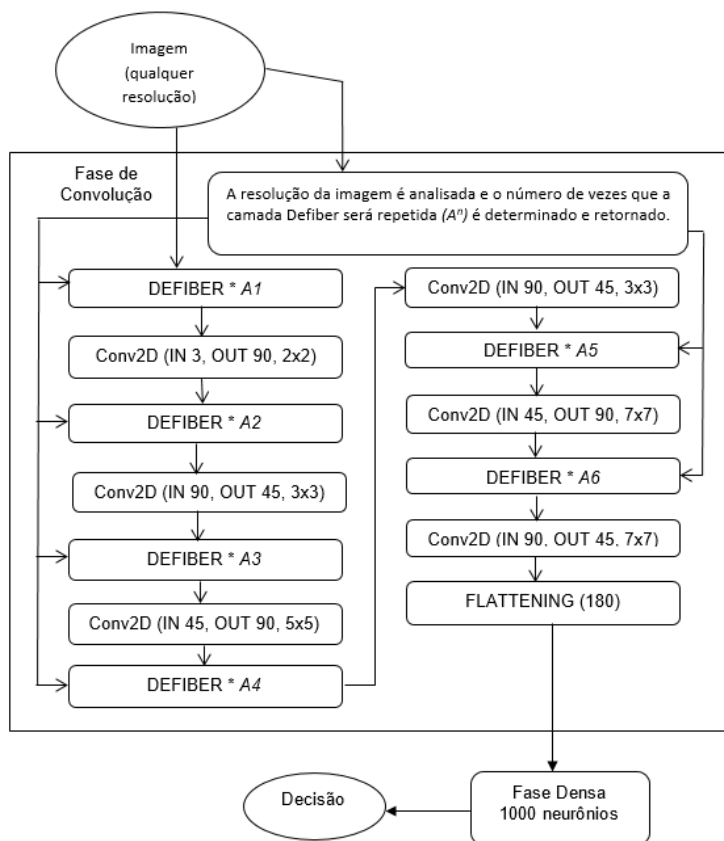 Imagem
(qualquer
resolução)
Fase de
Convolução
A resolução da imagem é analisada e o número de vezes que a
camada Defiber será repetida (Aⁿ) é determinado e retornado.
DEFIBER * A1
Conv2D (IN 3, OUT 90, 2x2)
DEFIBER * A2
Conv2D (IN 90, OUT 45, 3x3)
DEFIBER * A3
Conv2D (IN 45, OUT 90, 5x5)
DEFIBER * A4
Conv2D (IN 90, OUT 45, 3x3)
DEFIBER * A5
Conv2D (IN 45, OUT 90, 7x7)
DEFIBER * A6
Conv2D (IN 90, OUT 45, 7x7)
FLATTENING (180)
Fase Densa
1000 neurônios
Decisão